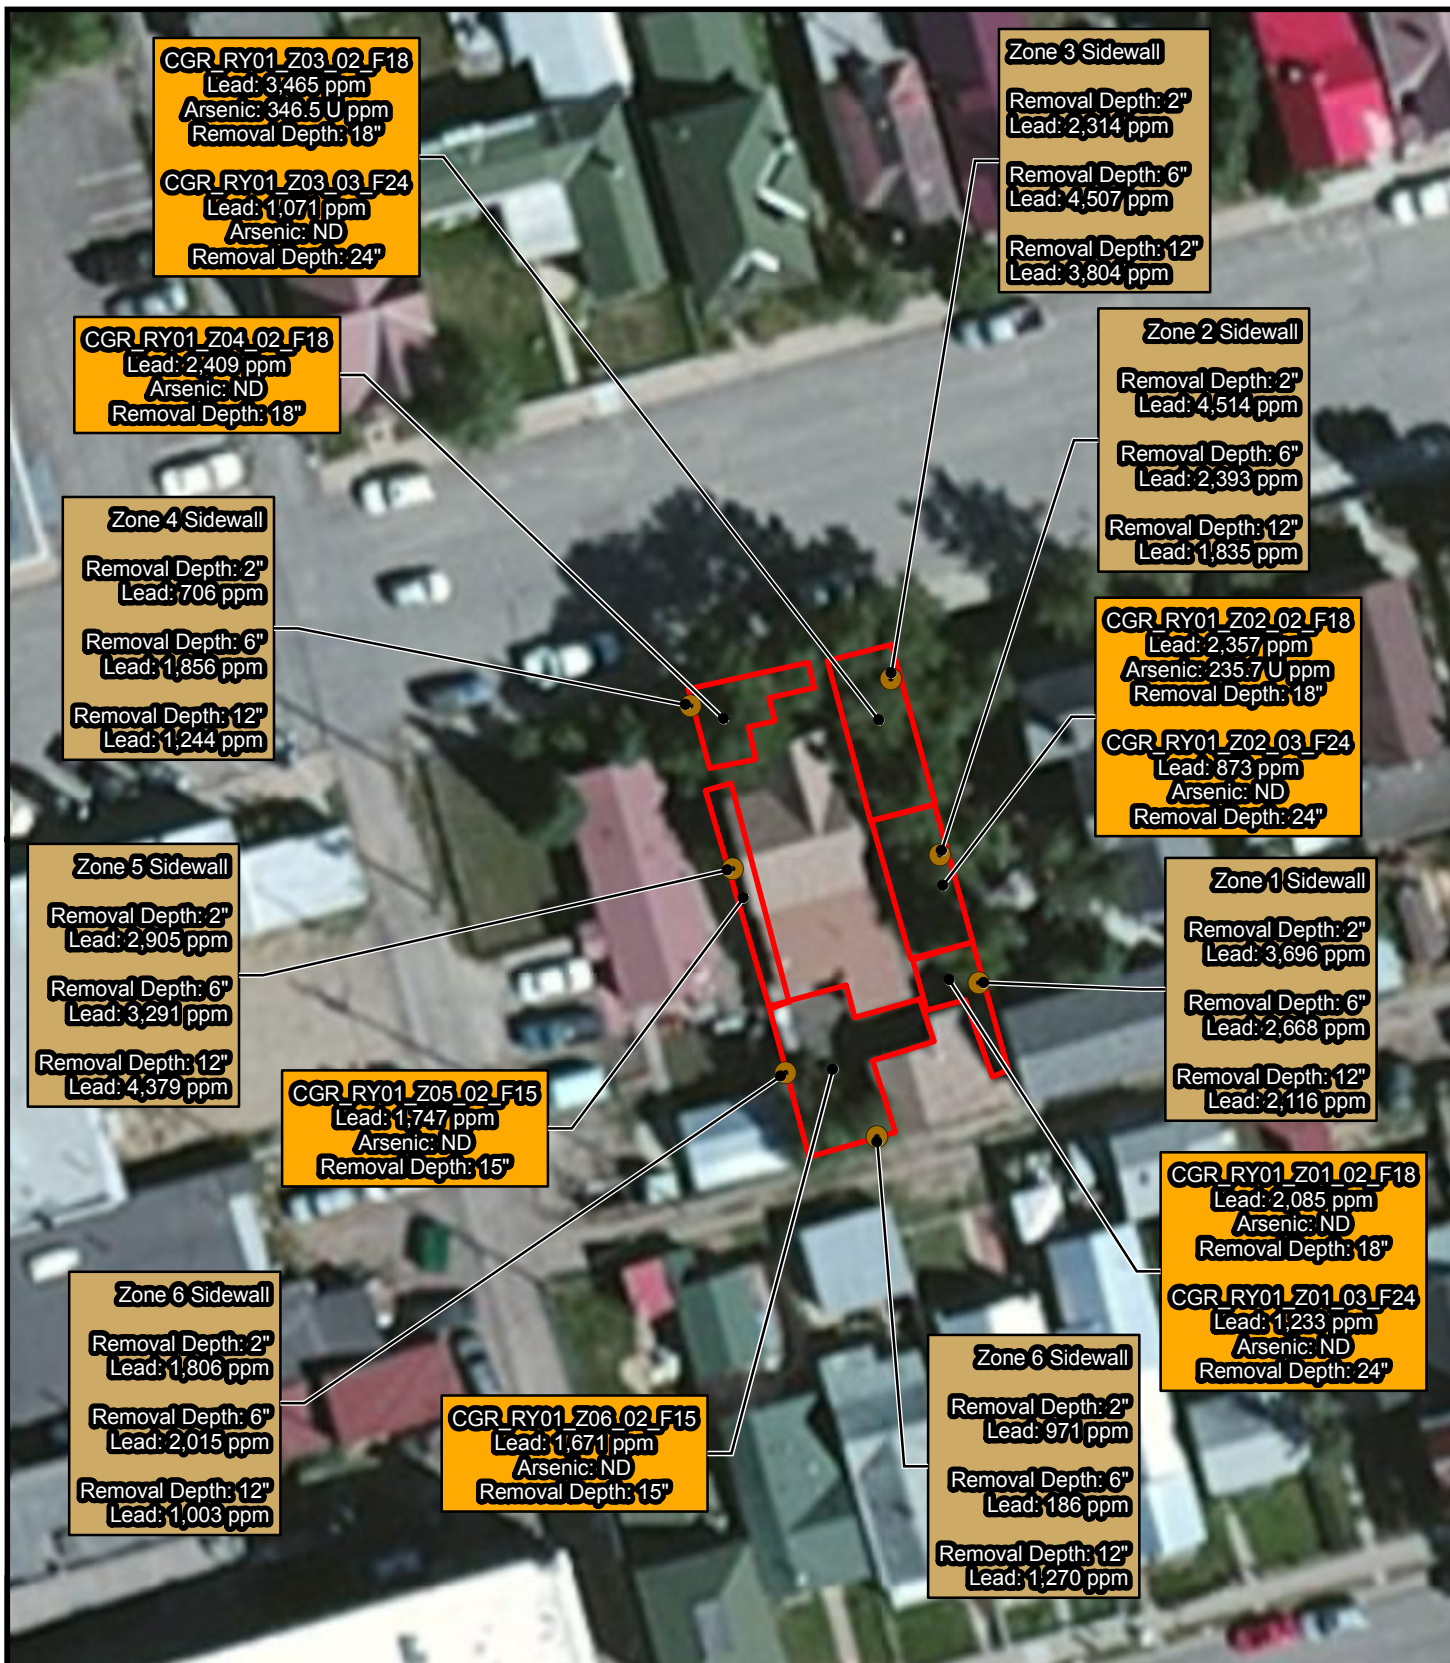 CGR_RY01_Z03_02_F18
Lead: 3,465 ppm
Arsenic: 346.5 U ppm
Removal Depth: 18"
CGR_RY01_Z03_03_F24
Lead: 1,071 ppm
Arsenic: ND
Removal Depth: 24"
Zone 3 Sidewall
Removal Depth: 2"
Lead: 2,314 ppm
Removal Depth: 6"
Lead: 4,507 ppm
Removal Depth: 12"
Lead: 3,804 ppm
CGR_RY01_Z04_02_F18
Lead: 2,409 ppm
Arsenic: ND
Removal Depth: 18"
Zone 2 Sidewall
Removal Depth: 2"
Lead: 4,514 ppm
Removal Depth: 6"
Lead: 2,393 ppm
Removal Depth: 12"
Lead: 1,835 ppm
Zone 4 Sidewall
Removal Depth: 2"
Lead: 706 ppm
Removal Depth: 6"
Lead: 1,856 ppm
Removal Depth: 12"
Lead: 1,244 ppm
CGR_RY01_Z02_02_F18
Lead: 2,357 ppm
Arsenic: 235.7 U ppm
Removal Depth: 18"
CGR_RY01_Z02_03_F24
Lead: 873 ppm
Arsenic: ND
Removal Depth: 24"
Zone 5 Sidewall
Removal Depth: 2"
Lead: 2,905 ppm
Removal Depth: 6"
Lead: 3,291 ppm
Removal Depth: 12"
Lead: 4,379 ppm
Zone 1 Sidewall
Removal Depth: 2"
Lead: 3,696 ppm
Removal Depth: 6"
Lead: 2,668 ppm
Removal Depth: 12"
Lead: 2,116 ppm
CGR_RY01_Z05_02_F15
Lead: 1,747 ppm
Arsenic: ND
Removal Depth: 15"
CGR_RY01_Z01_02_F18
Lead: 2,085 ppm
Arsenic: ND
Removal Depth: 18"
CGR_RY01_Z01_03_F24
Lead: 1,233 ppm
Arsenic: ND
Removal Depth: 24"
Zone 6 Sidewall
Removal Depth: 2"
Lead: 1,806 ppm
Removal Depth: 6"
Lead: 2,015 ppm
Removal Depth: 12"
Lead: 1,003 ppm
CGR_RY01_Z06_02_F15
Lead: 1,671 ppm
Arsenic: ND
Removal Depth: 15"
Zone 6 Sidewall
Removal Depth: 2"
Lead: 971 ppm
Removal Depth: 6"
Lead: 186 ppm
Removal Depth: 12"
Lead: 1,270 ppm